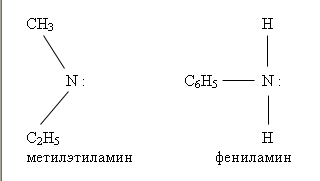 CH3 H
N : C6H5 N :
C2H5 H
метилэтиламин фениламин